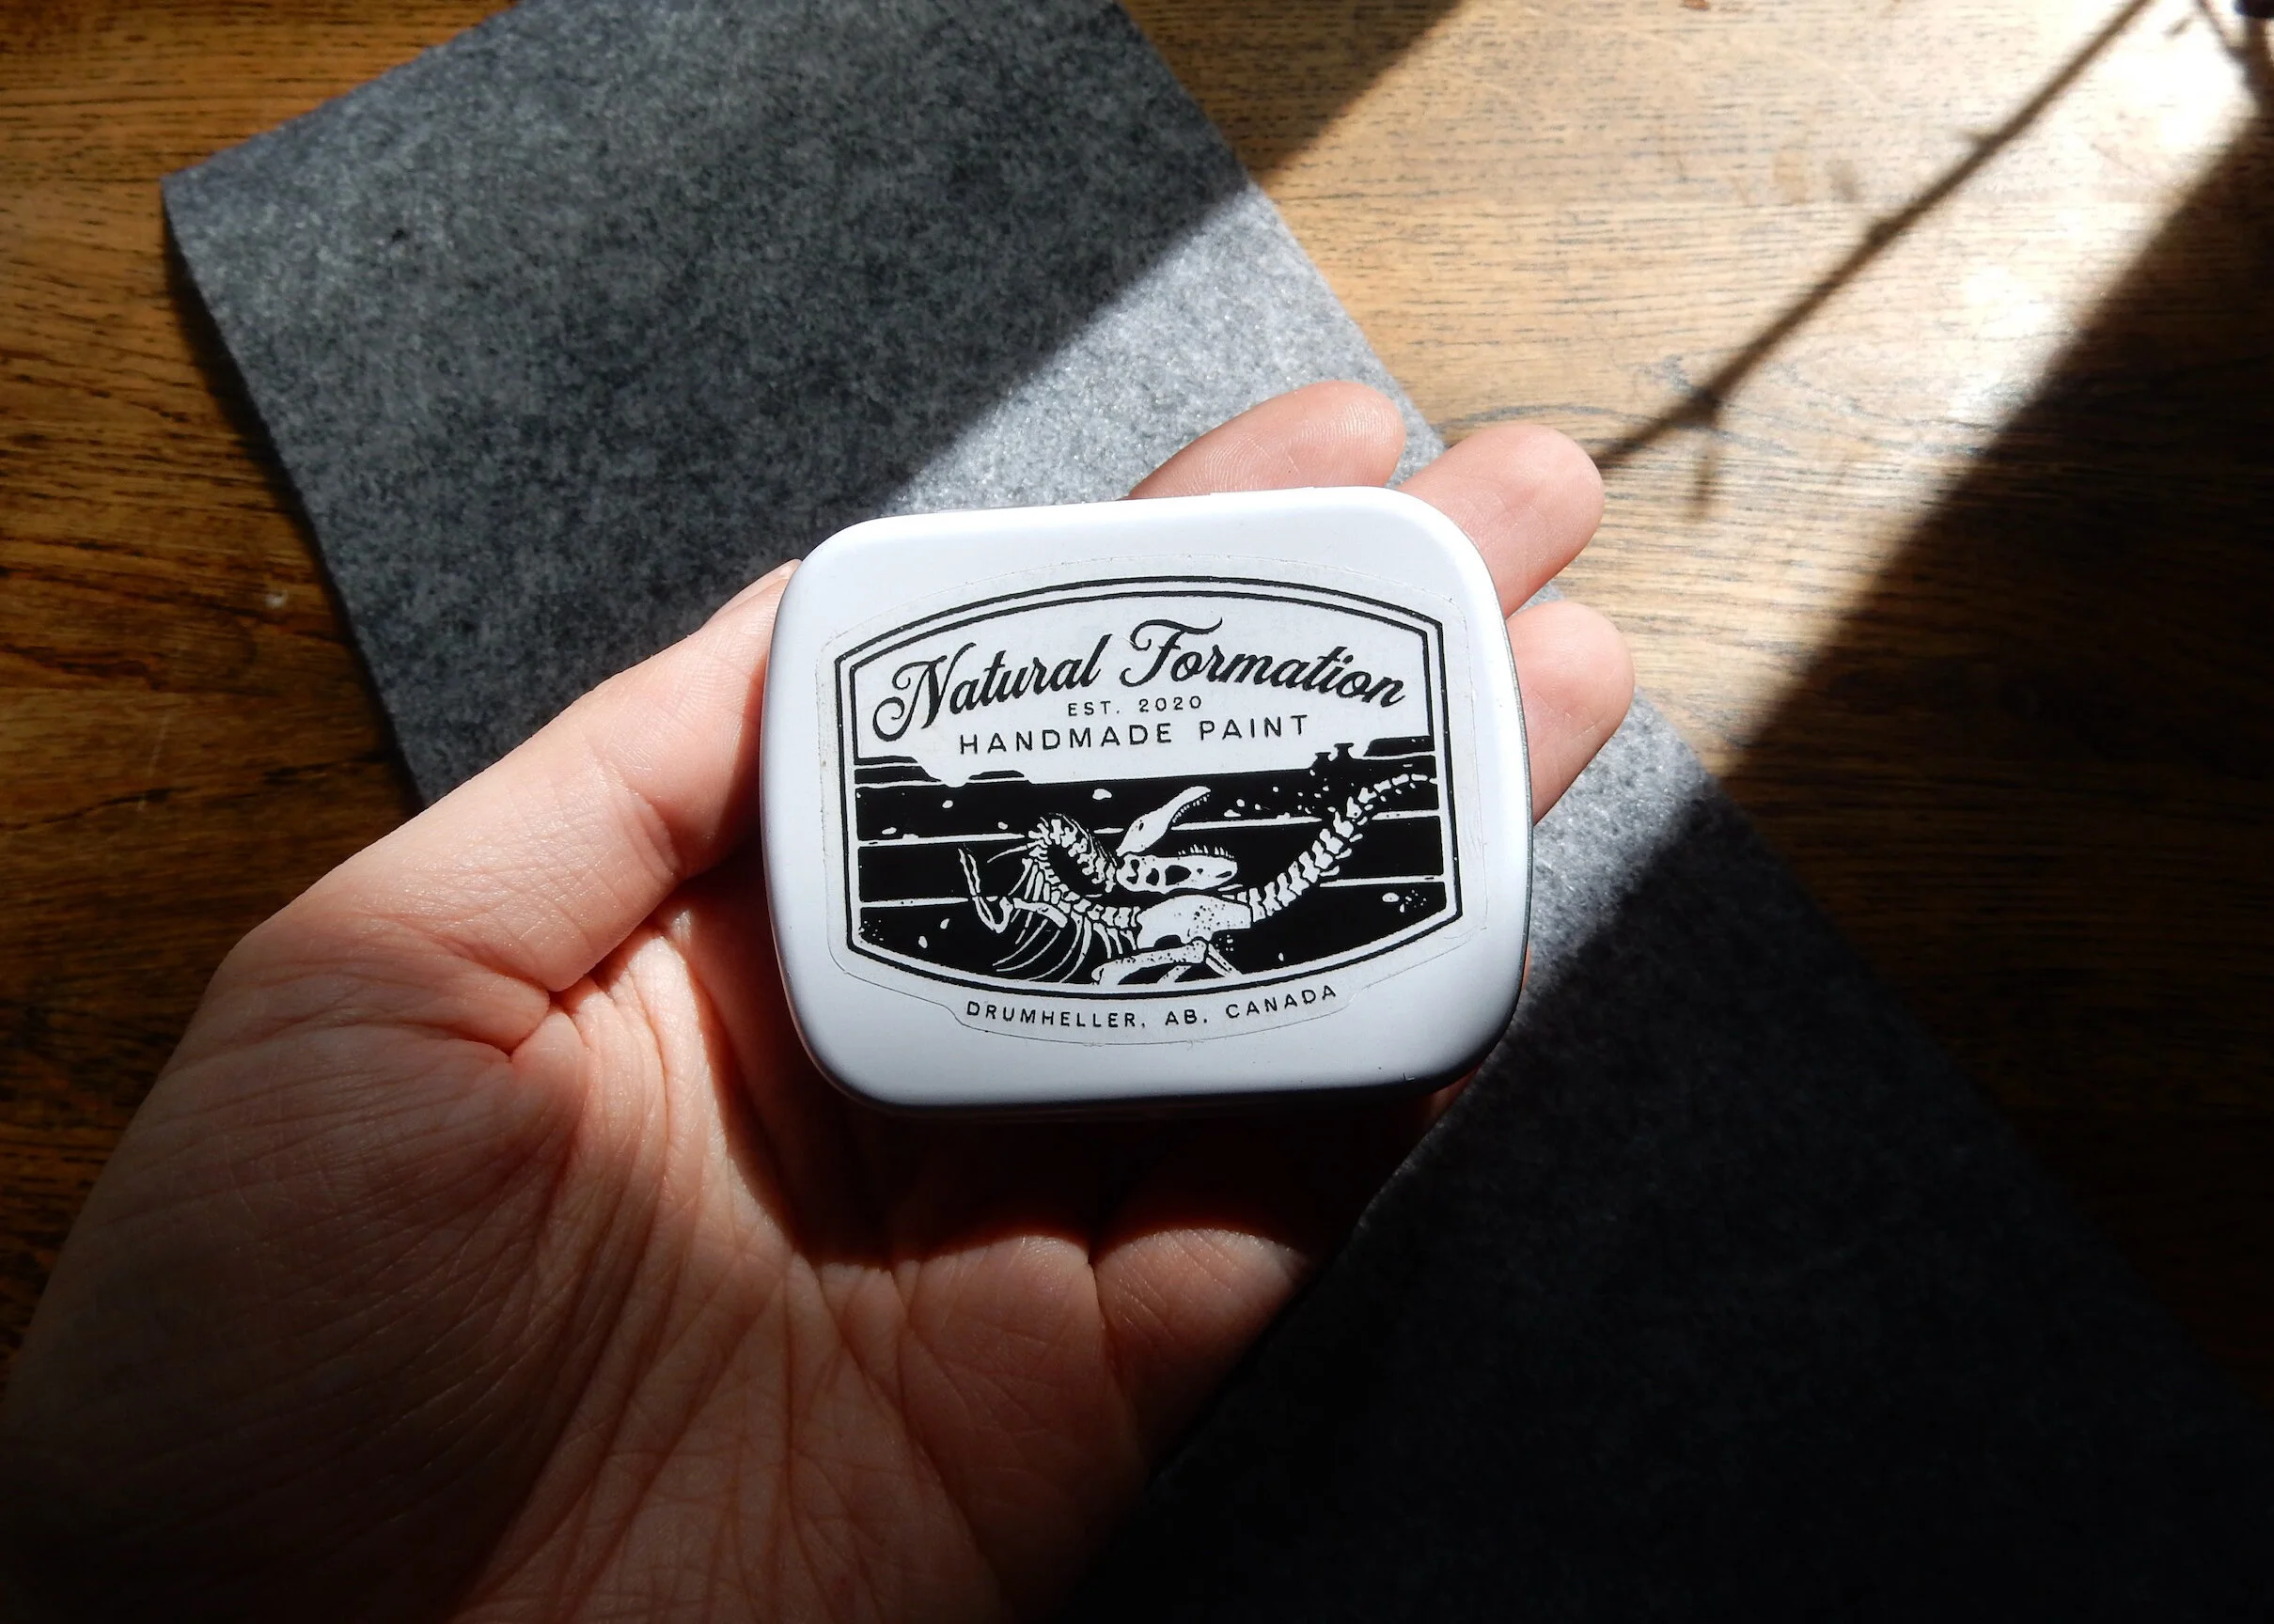 Natural Formation
EST. 2020
HANDMADE PAINT
DRUMHELLER, AB, CANADA